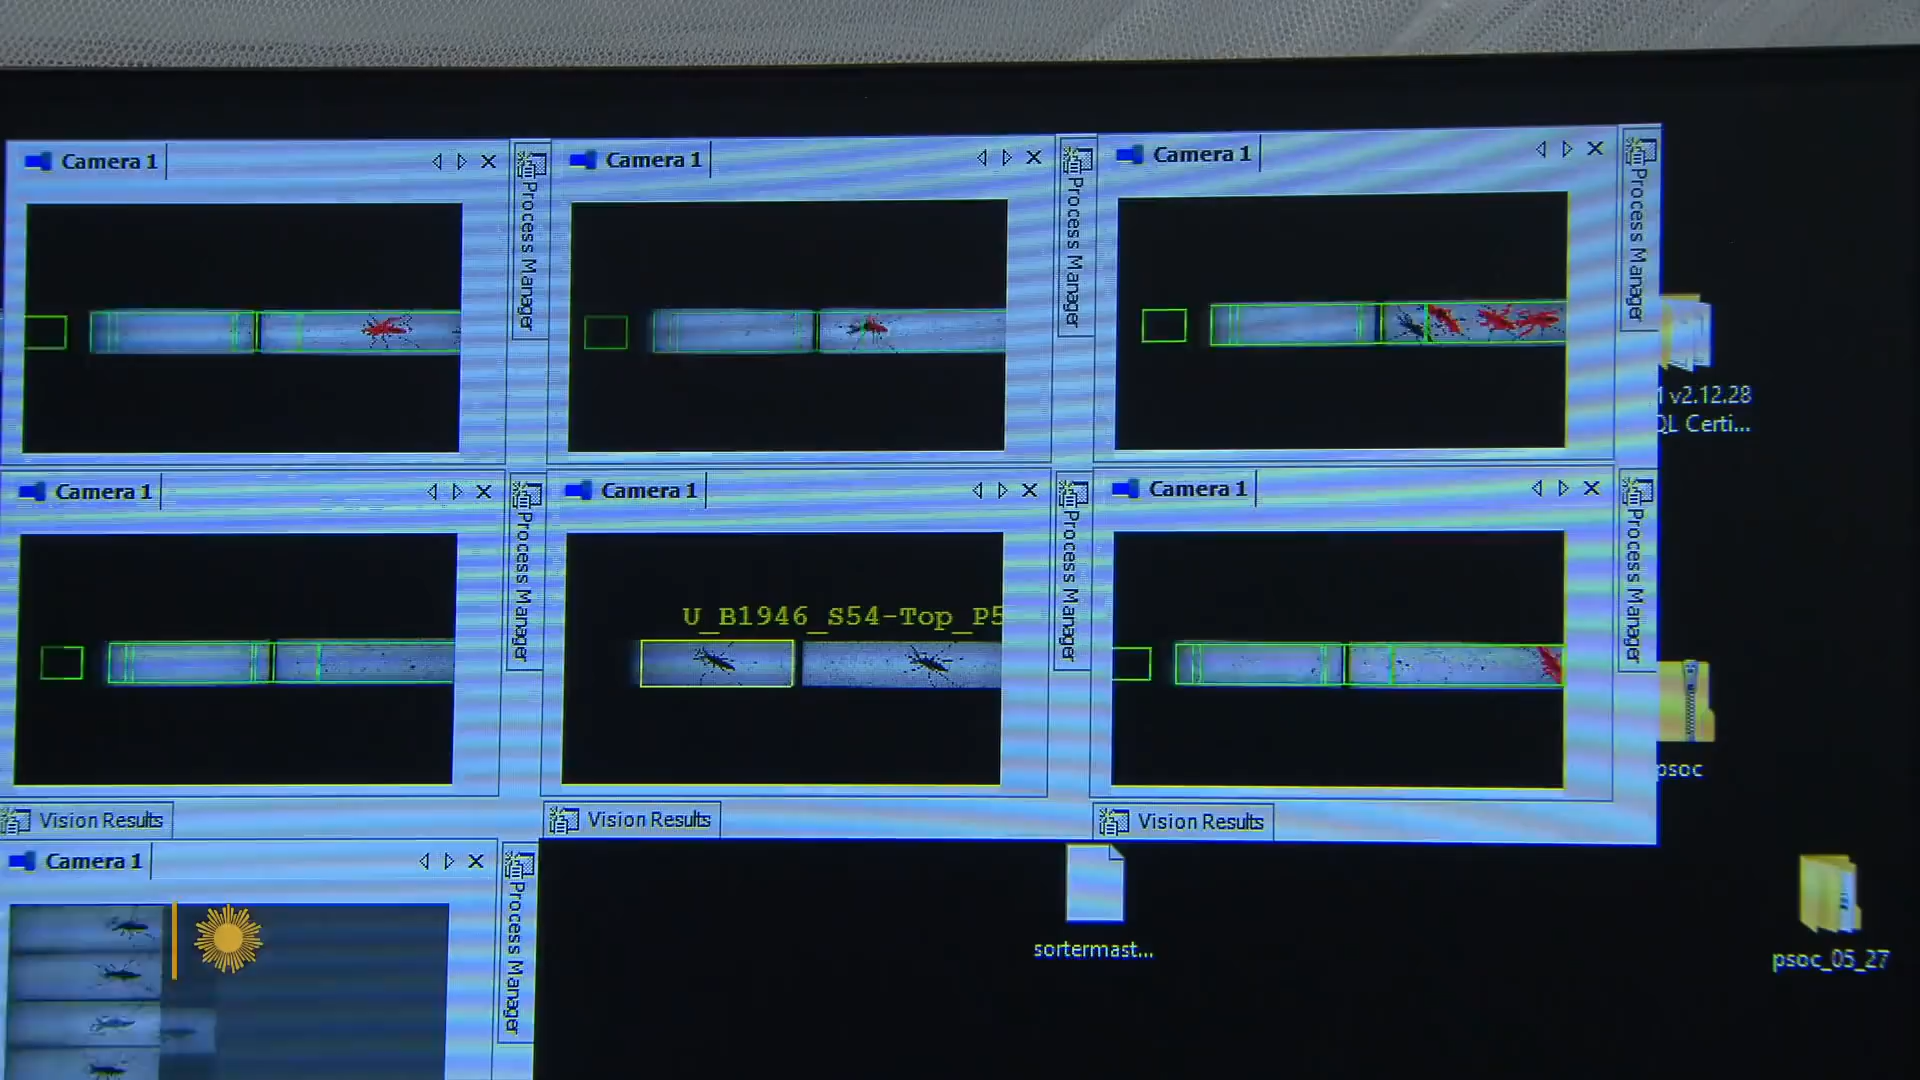 Camera 1
Process Manager
Camera 1
Process Manager
Camera 1
Process Manager
v2.12.28
QL Certi...
Camera 1
Process Manager
Camera 1
U_B1946_S54-Top_P5
Process Manager
Camera 1
Process Manager
psoc
Vision Results
Vision Results
Vision Results
Camera 1
Process Manager
sortermast...
psoc_05_27